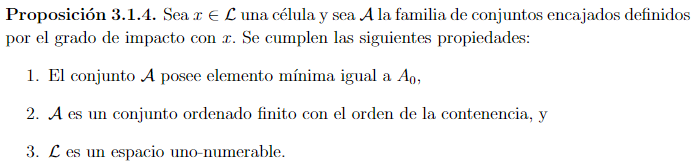 Proposición 3.1.4. Sea x ∈ 𝓛 una célula y sea 𝓐 la familia de conjuntos encajados definidos
por el grado de impacto con x. Se cumplen las siguientes propiedades:
1. El conjunto 𝓐 posee elemento mínima igual a A₀,
2. 𝓐 es un conjunto ordenado finito con el orden de la contenencia, y
3. 𝓛 es un espacio uno-numerable.